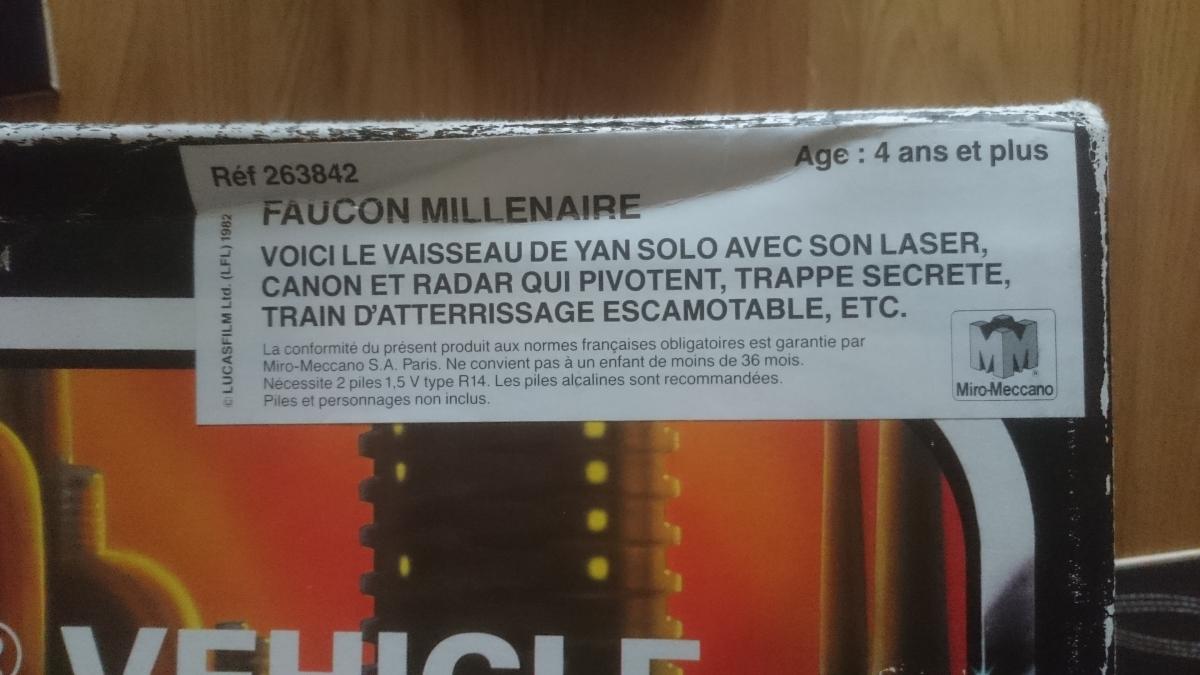 Réf 263842
Age : 4 ans et plus
FAUCON MILLENAIRE
VOICI LE VAISSEAU DE YAN SOLO AVEC SON LASER,
CANON ET RADAR QUI PIVOTENT, TRAPPE SECRETE,
TRAIN D'ATTERRISSAGE ESCAMOTABLE, ETC.
La conformité du présent produit aux normes françaises obligatoires est garantie par
Miro-Meccano S.A. Paris. Ne convient pas à un enfant de moins de 36 mois.
Nécessite 2 piles 1,5 V type R14. Les piles alcalines sont recommandées.
Piles et personnages non inclus.
© LUCASFILM Ltd. (LFL) 1982
MM ®
Miro-Meccano
® VEHICLE